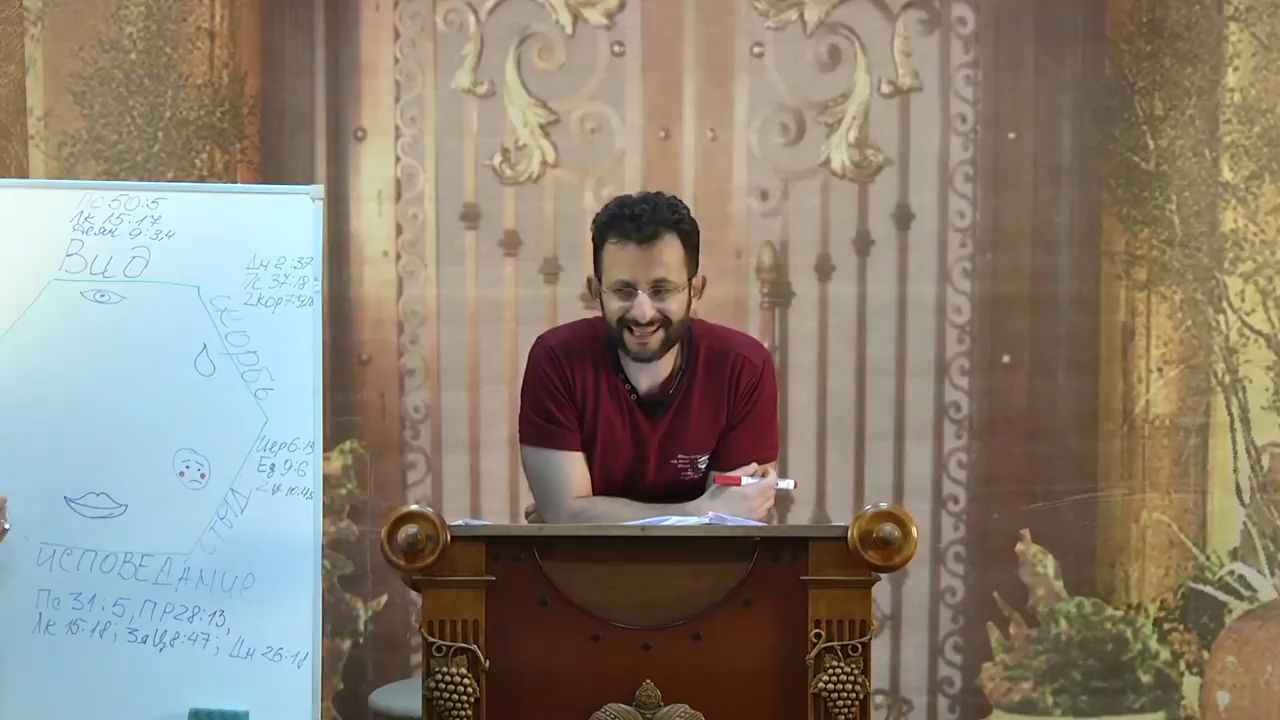 Пс 50:5
Лк 15:17
Деян 9:3,4
Вид
Дн 2:37
Пс 37:18
2кор 7:9,10
скорбь
Иер 6:15
Езд 9:6
стыд
ИСПОВЕДАНИЕ
Пс 31:5, ПР 28:13,
Лк 15:18; 3яЦ 8:47; Дн 26:18